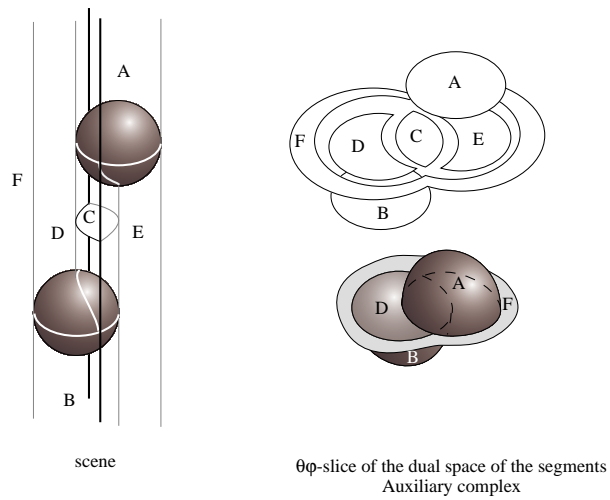 A
F
C
D
E
B
scene
A
F
D
C
E
B
A
D
F
B
θφ-slice of the dual space of the segments
Auxiliary complex